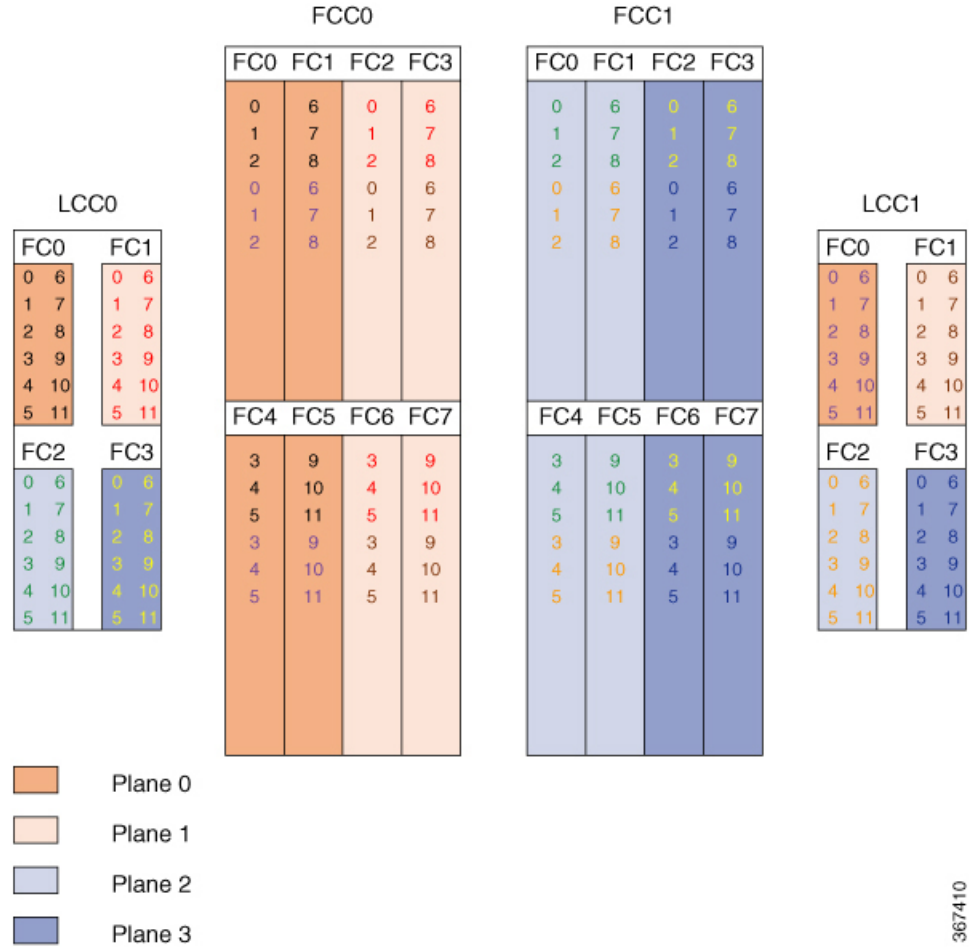 FCC0
FC0 FC1 FC2 FC3
0 6 0 6
1 7 1 7
2 8 2 8
0 6 0 6
1 7 1 7
2 8 2 8
FC4 FC5 FC6 FC7
3 9 3 9
4 10 4 10
5 11 5 11
3 9 3 9
4 10 4 10
5 11 5 11
FCC1
FC0 FC1 FC2 FC3
0 6 0 6
1 7 1 7
2 8 2 8
0 6 0 6
1 7 1 7
2 8 2 8
FC4 FC5 FC6 FC7
3 9 3 9
4 10 4 10
5 11 5 11
3 9 3 9
4 10 4 10
5 11 5 11
LCC0
FC0 FC1
0 6 0 6
1 7 1 7
2 8 2 8
3 9 3 9
4 10 4 10
5 11 5 11
FC2 FC3
0 6 0 6
1 7 1 7
2 8 2 8
3 9 3 9
4 10 4 10
5 11 5 11
LCC1
FC0 FC1
0 6 0 6
1 7 1 7
2 8 2 8
3 9 3 9
4 10 4 10
5 11 5 11
FC2 FC3
0 6 0 6
1 7 1 7
2 8 2 8
3 9 3 9
4 10 4 10
5 11 5 11
Plane 0
Plane 1
Plane 2
Plane 3
367410